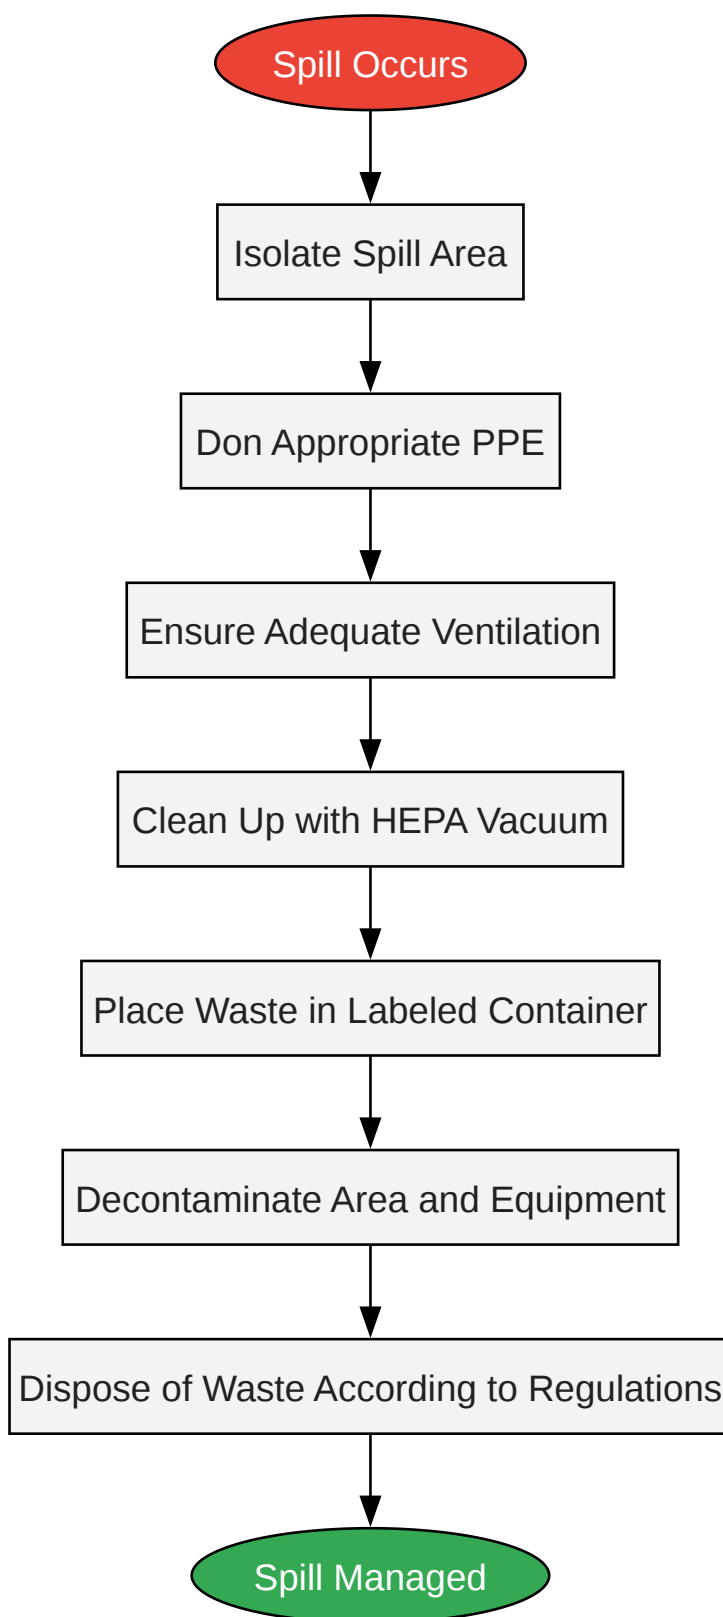 Spill Occurs
Isolate Spill Area
Don Appropriate PPE
Ensure Adequate Ventilation
Clean Up with HEPA Vacuum
Place Waste in Labeled Container
Decontaminate Area and Equipment
Dispose of Waste According to Regulations
Spill Managed